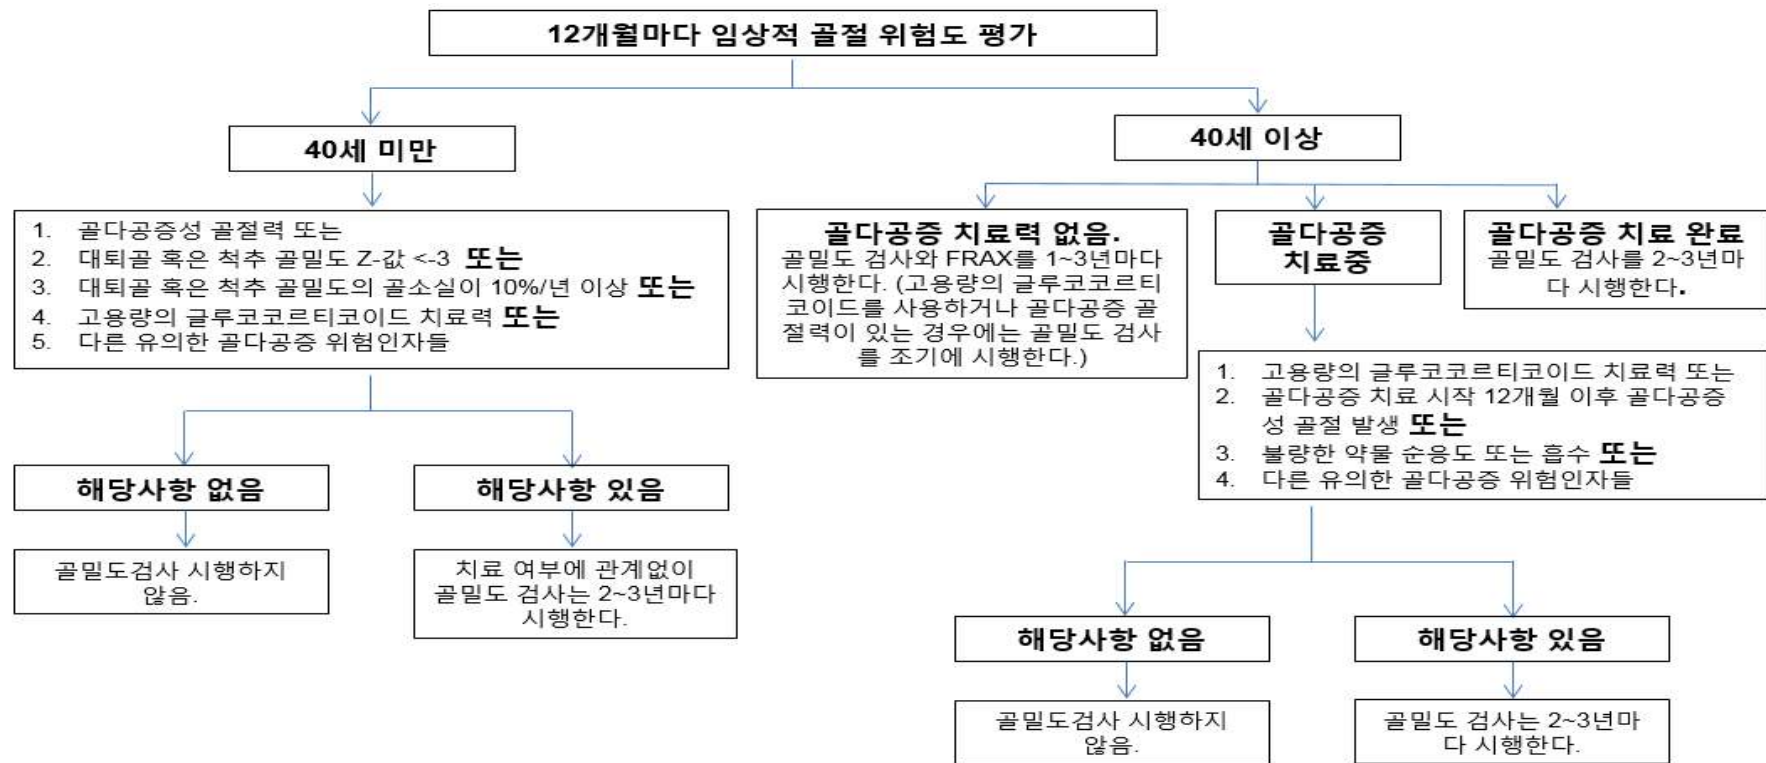 12개월마다 임상적 골절 위험도 평가
40세 미만
40세 이상
1. 골다공증성 골절력 또는
2. 대퇴골 혹은 척추 골밀도 Z-값 <-3 또는
3. 대퇴골 혹은 척추 골밀도의 골소실이 10%/년 이상 또는
4. 고용량의 글루코코르티코이드 치료력 또는
5. 다른 유의한 골다공증 위험인자들
해당사항 없음
해당사항 있음
골밀도검사 시행하지
않음.
치료 여부에 관계없이
골밀도 검사는 2~3년마다
시행한다.
골다공증 치료력 없음.
골밀도 검사와 FRAX를 1~3년마다
시행한다. (고용량의 글루코코르티
코이드를 사용하거나 골다공증 골
절력이 있는 경우에는 골밀도 검사
를 조기에 시행한다.)
골다공증
치료중
골다공증 치료 완료
골밀도 검사를 2~3년마
다 시행한다.
1. 고용량의 글루코코르티코이드 치료력 또는
2. 골다공증 치료 시작 12개월 이후 골다공증
성 골절 발생 또는
3. 불량한 약물 순용도 또는 흡수 또는
4. 다른 유의한 골다공증 위험인자들
해당사항 없음
해당사항 있음
골밀도검사 시행하지
않음.
골밀도 검사는 2~3년마
다 시행한다.